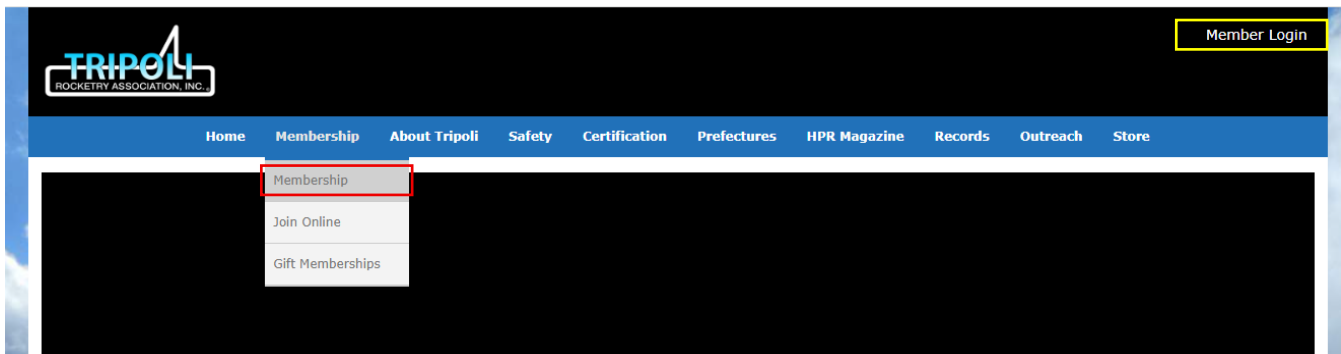 Member Login
TRIPOLI
ROCKETRY ASSOCIATION, INC.
Home Membership About Tripoli Safety Certification Prefectures HPR Magazine Records Outreach Store
Membership
Join Online
Gift Memberships